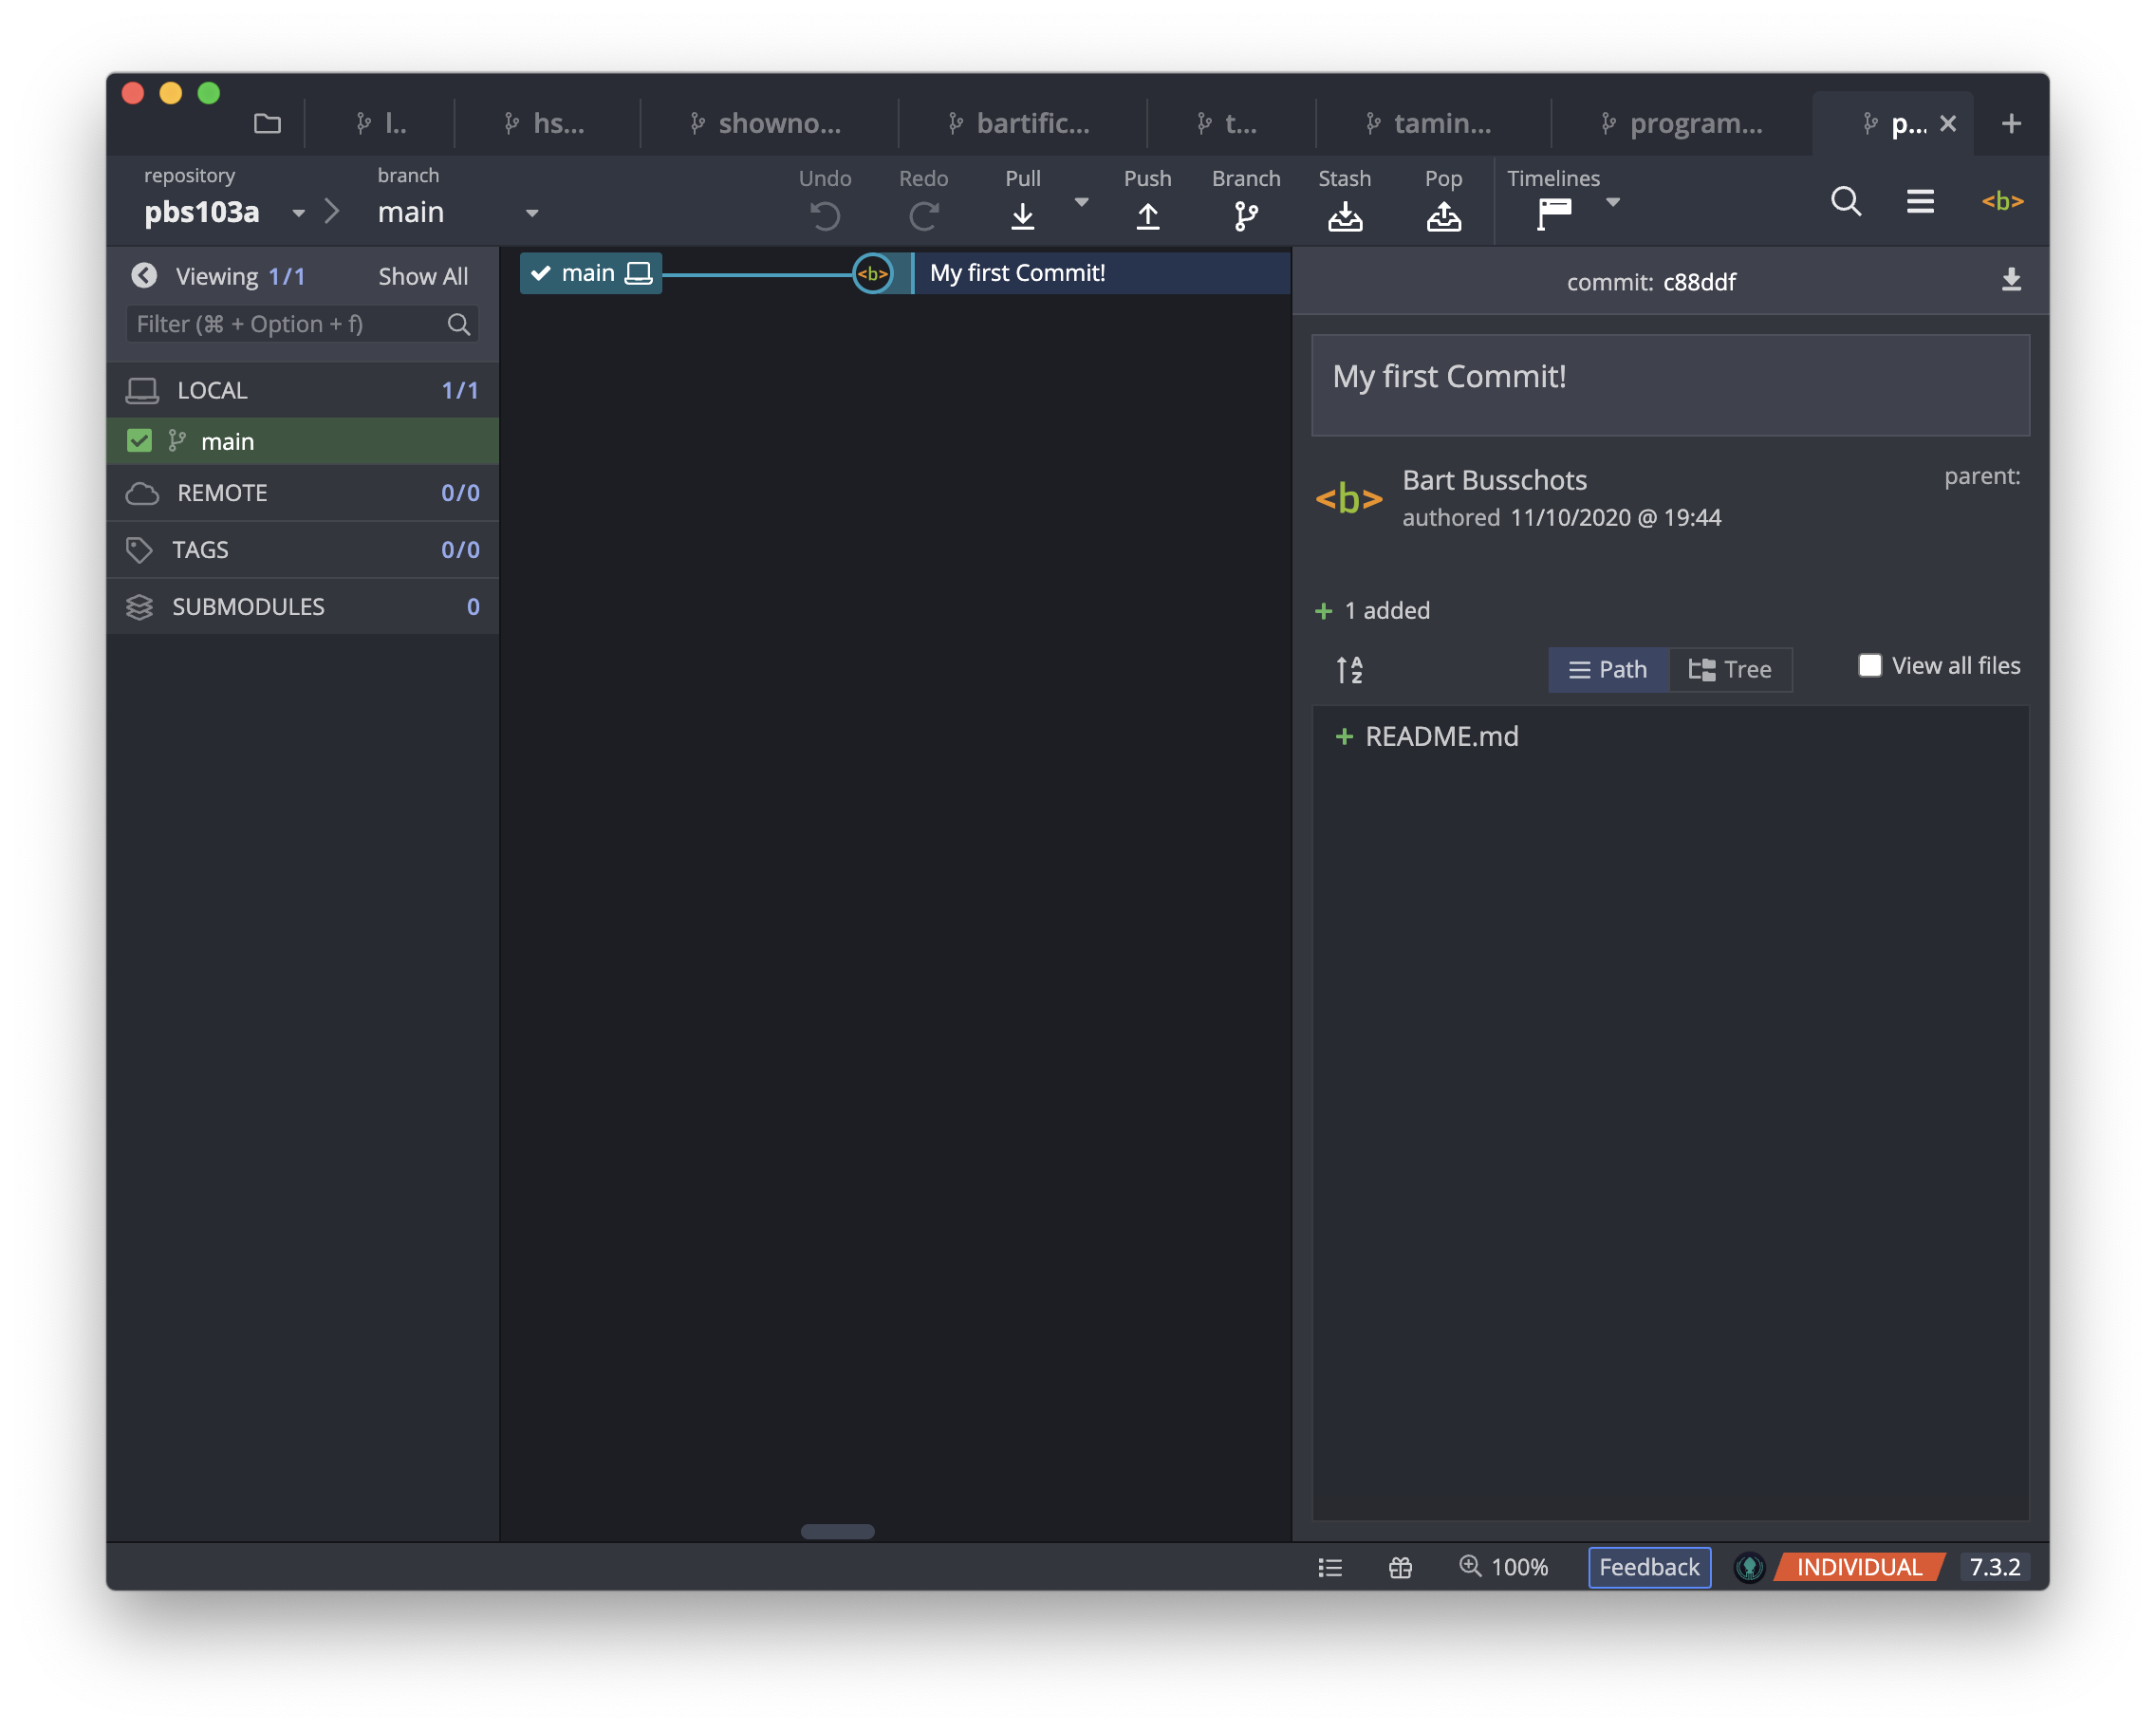 l.. hs... showno... bartific... t... tamin... program... p...
repository branch
pbs103a main
Undo Redo Pull Push Branch Stash Pop Timelines
<b>
Viewing 1/1 Show All
Filter (⌘ + Option + f)
LOCAL 1/1
main
REMOTE 0/0
TAGS 0/0
SUBMODULES 0
main <b> My first Commit!
commit: c88ddf
My first Commit!
<b>
Bart Busschots
authored 11/10/2020 @ 19:44
parent:
+ 1 added
A
Z
Path Tree View all files
+ README.md
100% Feedback INDIVIDUAL 7.3.2